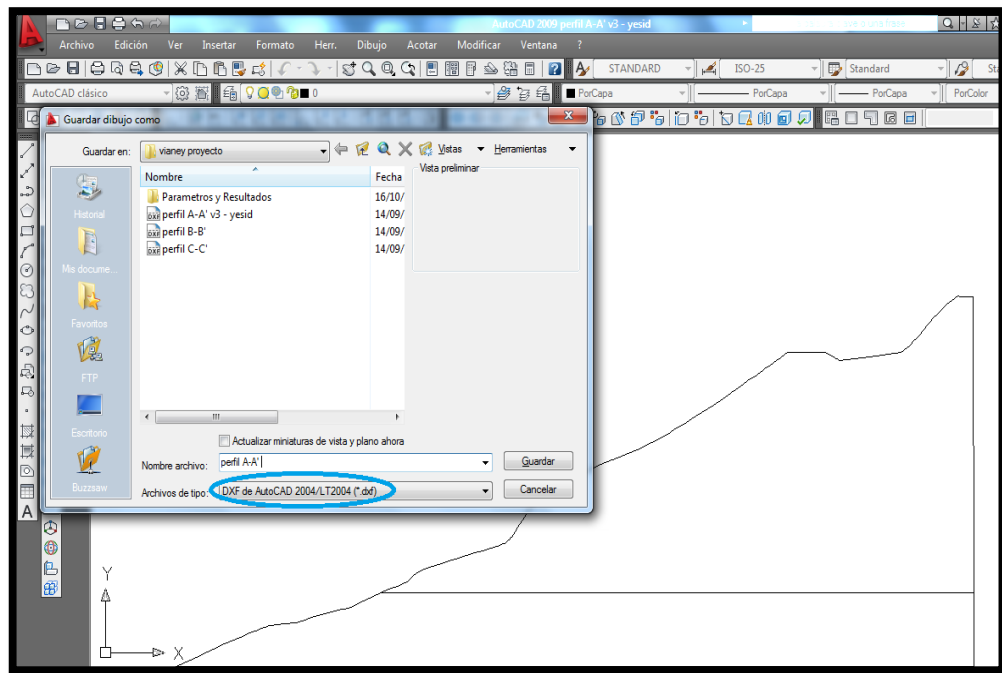 AutoCAD 2009 perfil A-A' v3 - yesid
Archivo Edición Ver Insertar Formato Herr. Dibujo Acotar Modificar Ventana ?
STANDARD ISO-25 Standard
AutoCAD clásico 0 PorCapa PorCapa PorCapa PorColor
Guardar dibujo como
Guardar en: vianey proyecto Vistas Herramientas
Nombre Fecha Vista preliminar
Parametros y Resultados 16/10/
perfil A-A' v3 - yesid 14/09/
perfil B-B' 14/09/
perfil C-C' 14/09/
Historial
Mis docume...
Favoritos
FTP
Escritorio
Buzzsaw
Actualizar miniaturas de vista y plano ahora
Nombre archivo: perfil A-A' Guardar
Archivos de tipo: DXF de AutoCAD 2004/LT2004 (*.dxf) Cancelar
A
Y
X